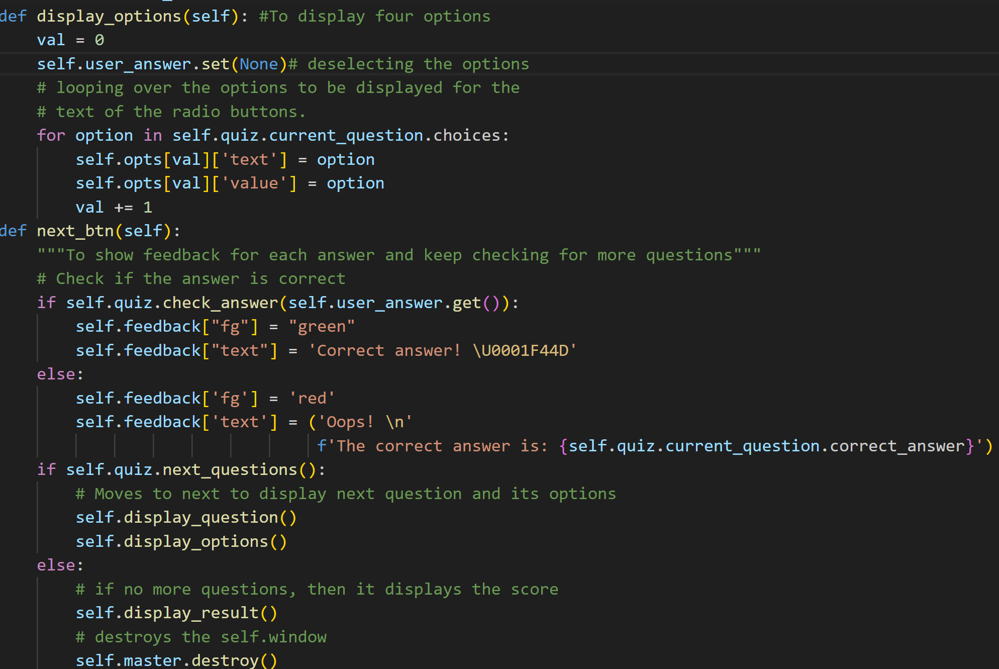 def display_options(self): #To display four options
    val = 0
    self.user_answer.set(None)# deselecting the options
    # looping over the options to be displayed for the
    # text of the radio buttons.
    for option in self.quiz.current_question.choices:
        self.opts[val]['text'] = option
        self.opts[val]['value'] = option
        val += 1
def next_btn(self):
    """To show feedback for each answer and keep checking for more questions"""
    # Check if the answer is correct
    if self.quiz.check_answer(self.user_answer.get()):
        self.feedback["fg"] = "green"
        self.feedback["text"] = 'Correct answer! \U0001F44D'
    else:
        self.feedback['fg'] = 'red'
        self.feedback['text'] = ('Oops! \n'
                                 f'The correct answer is: {self.quiz.current_question.correct_answer}')
    if self.quiz.next_questions():
        # Moves to next to display next question and its options
        self.display_question()
        self.display_options()
    else:
        # if no more questions, then it displays the score
        self.display_result()
        # destroys the self.window
        self.master.destroy()